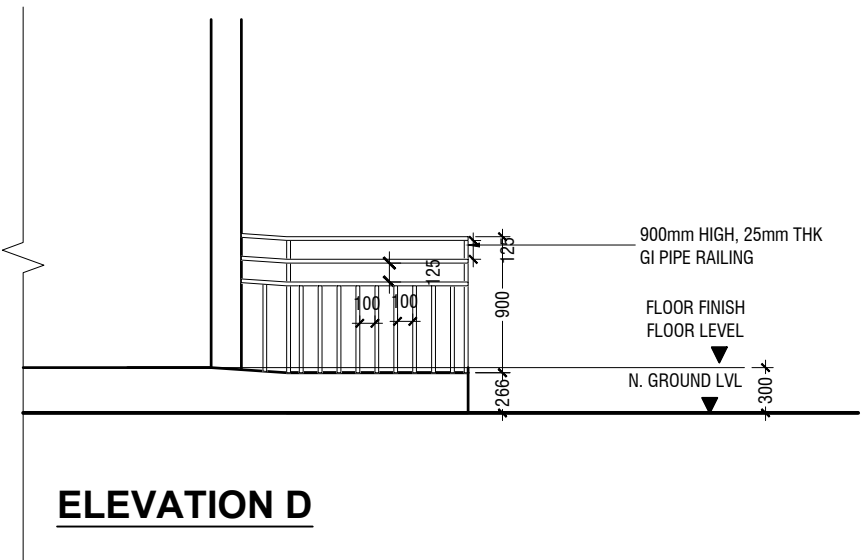 900mm HIGH, 25mm THK
GI PIPE RAILING
125
125
100
100
900
FLOOR FINISH
FLOOR LEVEL
N. GROUND LVL
266
300
ELEVATION D